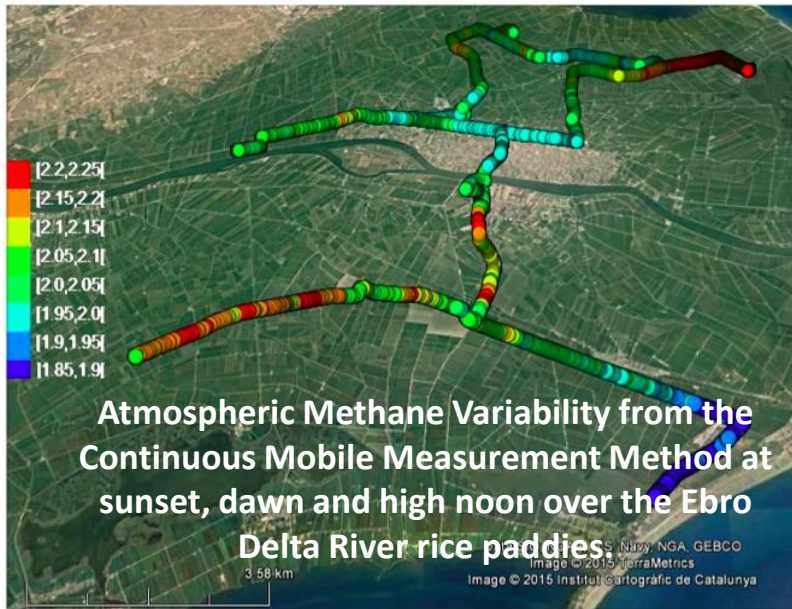 ]2.2,2.25[
]2.15,2.2[
]2.1,2.15[
]2.05,2.1[
]2.0,2.05[
]1.95,2.0[
]1.9,1.95[
]1.85,1.9[
Atmospheric Methane Variability from the
Continuous Mobile Measurement Method at
sunset, dawn and high noon over the Ebro
Delta River rice paddies.
Navy, NGA, GEBCO
Image © 2015 TerraMetrics
3.58 km
Image © 2015 Institut Cartogràfic de Catalunya